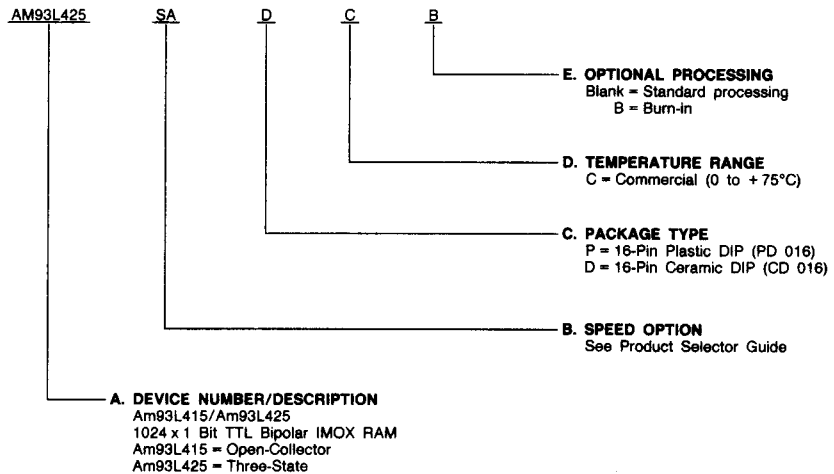 AM93L425 SA D C B
E. OPTIONAL PROCESSING
Blank = Standard processing
B = Burn-in
D. TEMPERATURE RANGE
C = Commercial (0 to +75°C)
C. PACKAGE TYPE
P = 16-Pin Plastic DIP (PD 016)
D = 16-Pin Ceramic DIP (CD 016)
B. SPEED OPTION
See Product Selector Guide
A. DEVICE NUMBER/DESCRIPTION
Am93L415/Am93L425
1024 x 1 Bit TTL Bipolar IMOX RAM
Am93L415 = Open-Collector
Am93L425 = Three-State